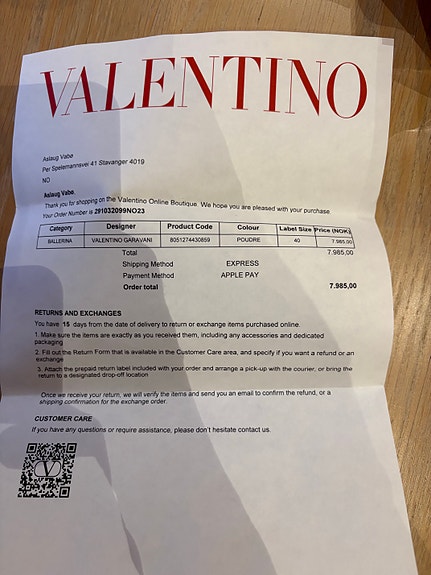 VALENTINO
Aslaug Vabø
Per Spelemannsvei 41 Stavanger 4019
NO
Aslaug Vabø,
Thank you for shopping on the Valentino Online Boutique. We hope you are pleased with your purchase.
Your Order Number is 291032099NO23
Category Designer Product Code Colour Label Size Price (NOK)
BALLERINA VALENTINO GARAVANI 8051274430859 POUDRE 40 7.985,00
Total 7.985,00
Shipping Method EXPRESS
Payment Method APPLE PAY
Order total 7.985,00
RETURNS AND EXCHANGES
You have 15 days from the date of delivery to return or exchange items purchased online.
1. Make sure the items are exactly as you received them, including any accessories and dedicated
packaging
2. Fill out the Return Form that is available in the Customer Care area, and specify if you want a refund or an
exchange
3. Attach the prepaid return label included with your order and arrange a pick-up with the courier, or bring the
return to a designated drop-off location
Once we receive your return, we will verify the items and send you an email to confirm the refund, or a
shipping confirmation for the exchange order.
CUSTOMER CARE
If you have any questions or require assistance, please don't hesitate contact us.
V